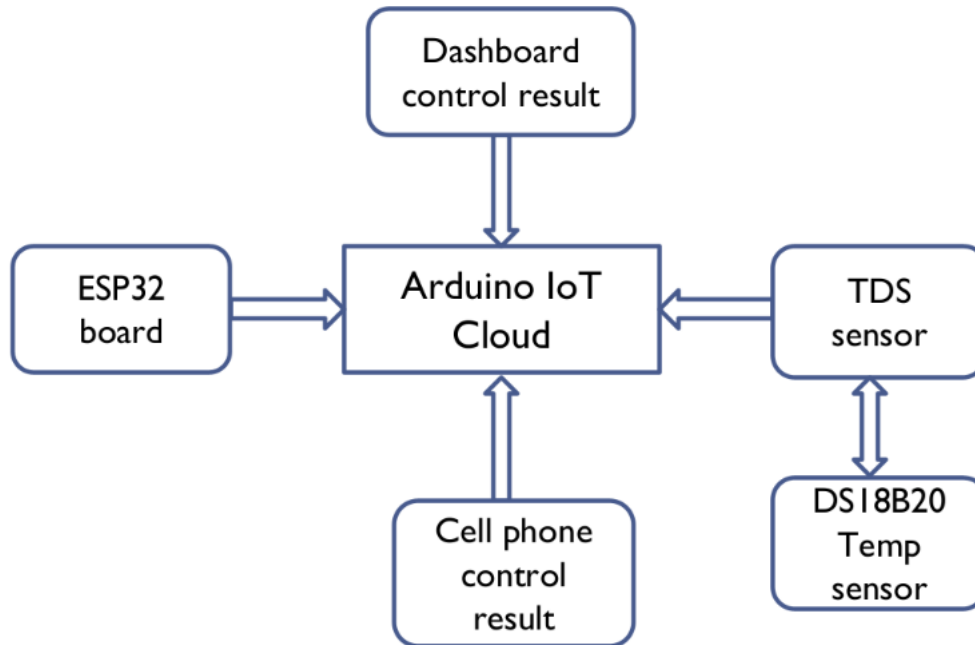 Dashboard
control result
ESP32
board
Arduino IoT
Cloud
TDS
sensor
Cell phone
control
result
DS18B20
Temp
sensor